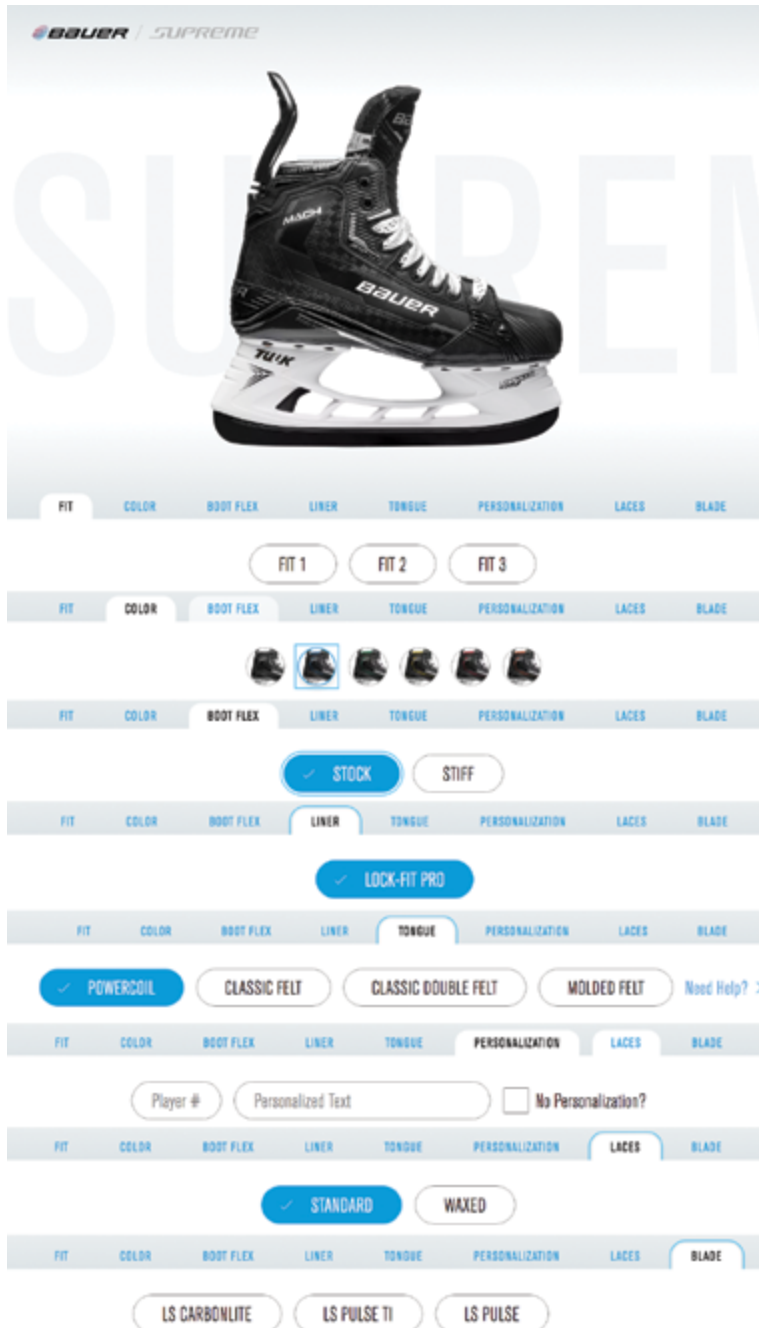 BAUER / SUPREME
SUPREM
BA
MACH
BAUER
R
TUUK
FIT COLOR BOOT FLEX LINER TONGUE PERSONALIZATION LACES BLADE
FIT 1 FIT 2 FIT 3
FIT COLOR BOOT FLEX LINER TONGUE PERSONALIZATION LACES BLADE
FIT COLOR BOOT FLEX LINER TONGUE PERSONALIZATION LACES BLADE
STOCK STIFF
FIT COLOR BOOT FLEX LINER TONGUE PERSONALIZATION LACES BLADE
LOCK-FIT PRO
FIT COLOR BOOT FLEX LINER TONGUE PERSONALIZATION LACES BLADE
POWERCOIL CLASSIC FELT CLASSIC DOUBLE FELT MOLDED FELT Need Help?
FIT COLOR BOOT FLEX LINER TONGUE PERSONALIZATION LACES BLADE
Player # Personalized Text No Personalization?
FIT COLOR BOOT FLEX LINER TONGUE PERSONALIZATION LACES BLADE
STANDARD WAXED
FIT COLOR BOOT FLEX LINER TONGUE PERSONALIZATION LACES BLADE
LS CARBONLITE LS PULSE TI LS PULSE